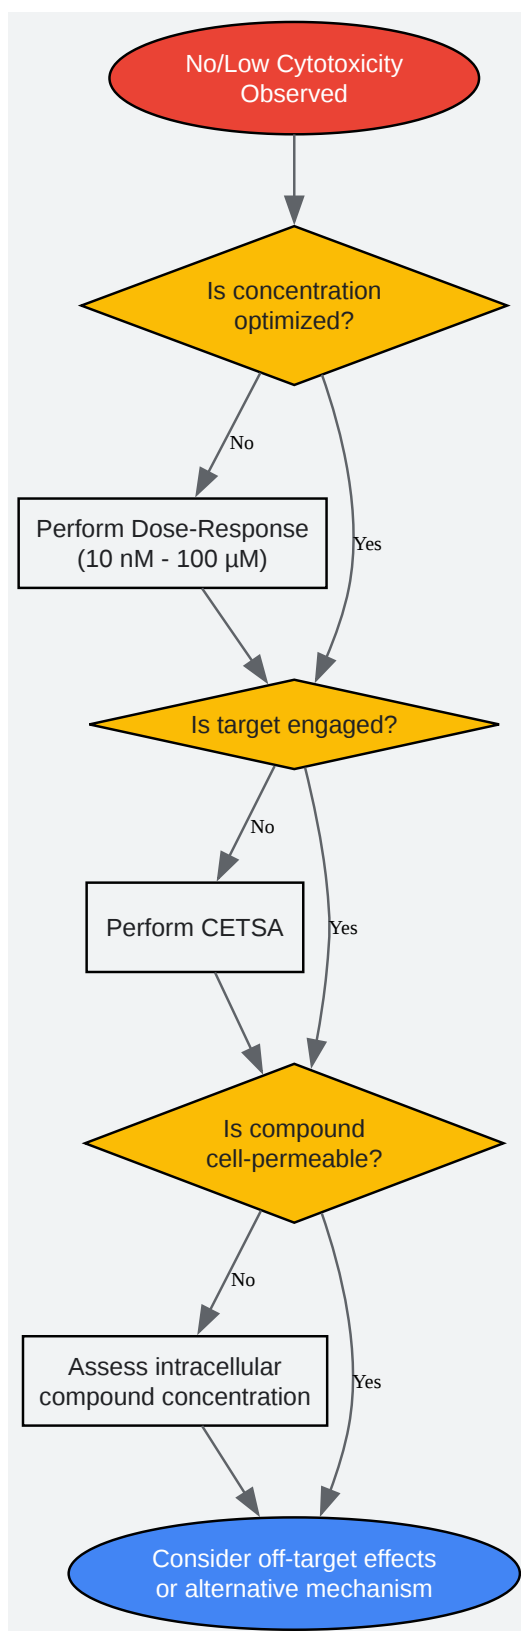 No/Low Cytotoxicity
Observed
Is concentration
optimized?
No
Perform Dose-Response
(10 nM - 100 µM)
Yes
Is target engaged?
No
Perform CETSA
Yes
Is compound
cell-permeable?
No
Assess intracellular
compound concentration
Yes
Consider off-target effects
or alternative mechanism